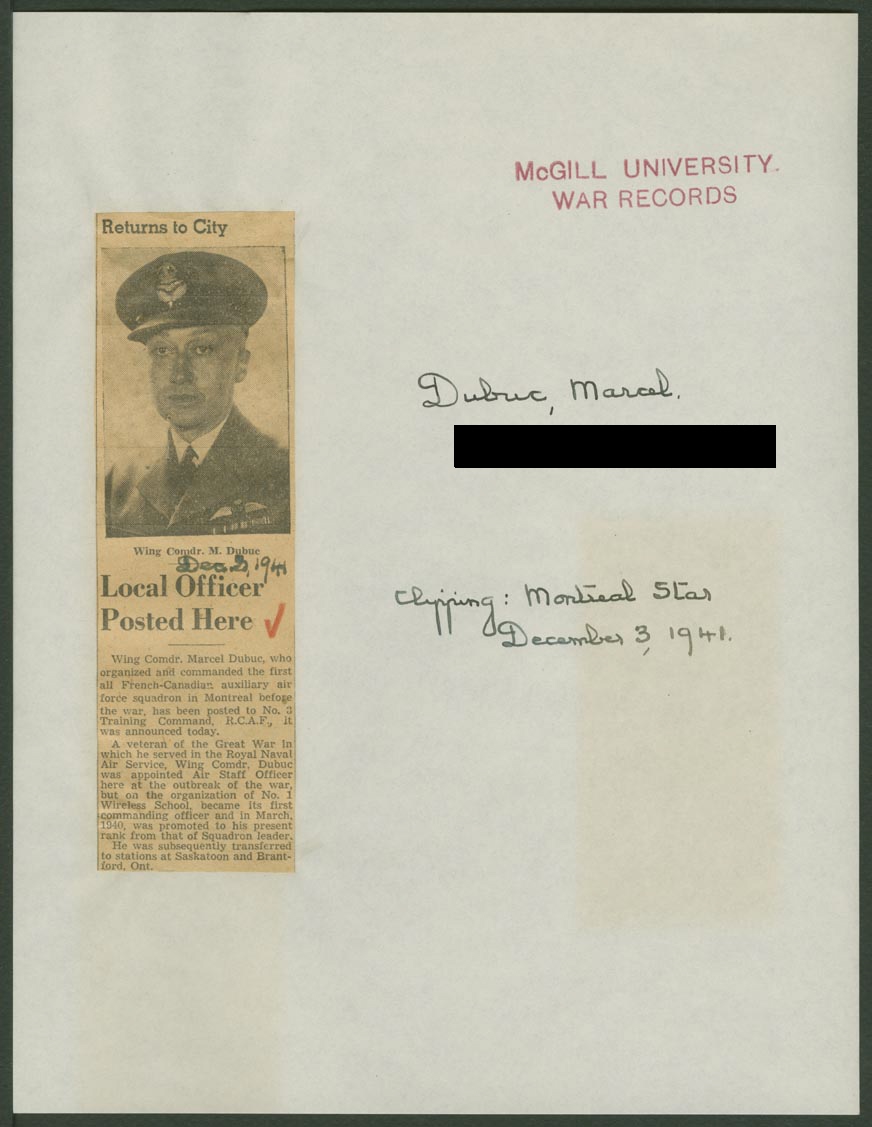 McGILL UNIVERSITY
WAR RECORDS
Returns to City
Wing Comdr. M. Dubuc
Dec. 3, 1941
Local Officer
Posted Here
Wing Comdr. Marcel Dubuc, who
organized and commanded the first
all French-Canadian auxiliary air
force squadron in Montreal before
the war, has been posted to No. 3
Training Command, R.C.A.F., it
was announced today.
A veteran of the Great War in
which he served in the Royal Naval
Air Service, Wing Comdr. Dubuc
was appointed Air Staff Officer
here at the outbreak of the war,
but on the organization of No. 1
Wireless School, became its first
commanding officer and in March,
1940, was promoted to his present
rank from that of Squadron leader.
He was subsequently transferred
to stations at Saskatoon and Brant-
ford, Ont.
Dubuc, Marcel.
Clipping: Montreal Star
December 3, 1941.